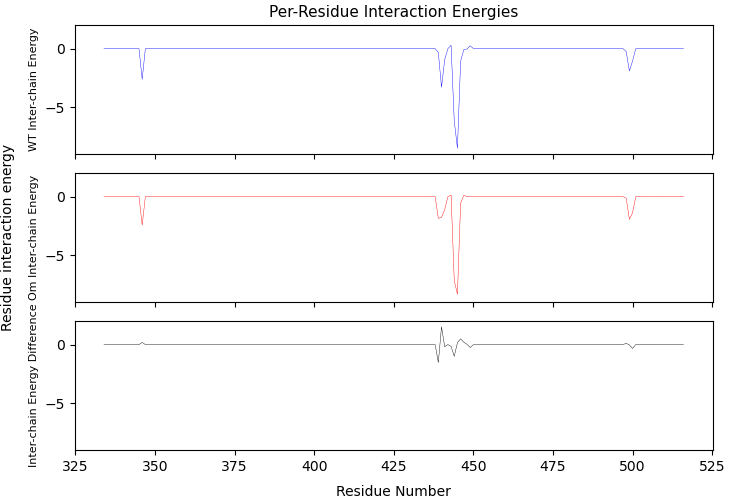 Per-Residue Interaction Energies
Residue interaction energy
WT Inter-chain Energy
0
−5
Om Inter-chain Energy
0
−5
Inter-chain Energy Difference
0
−5
325 350 375 400 425 450 475 500 525
Residue Number